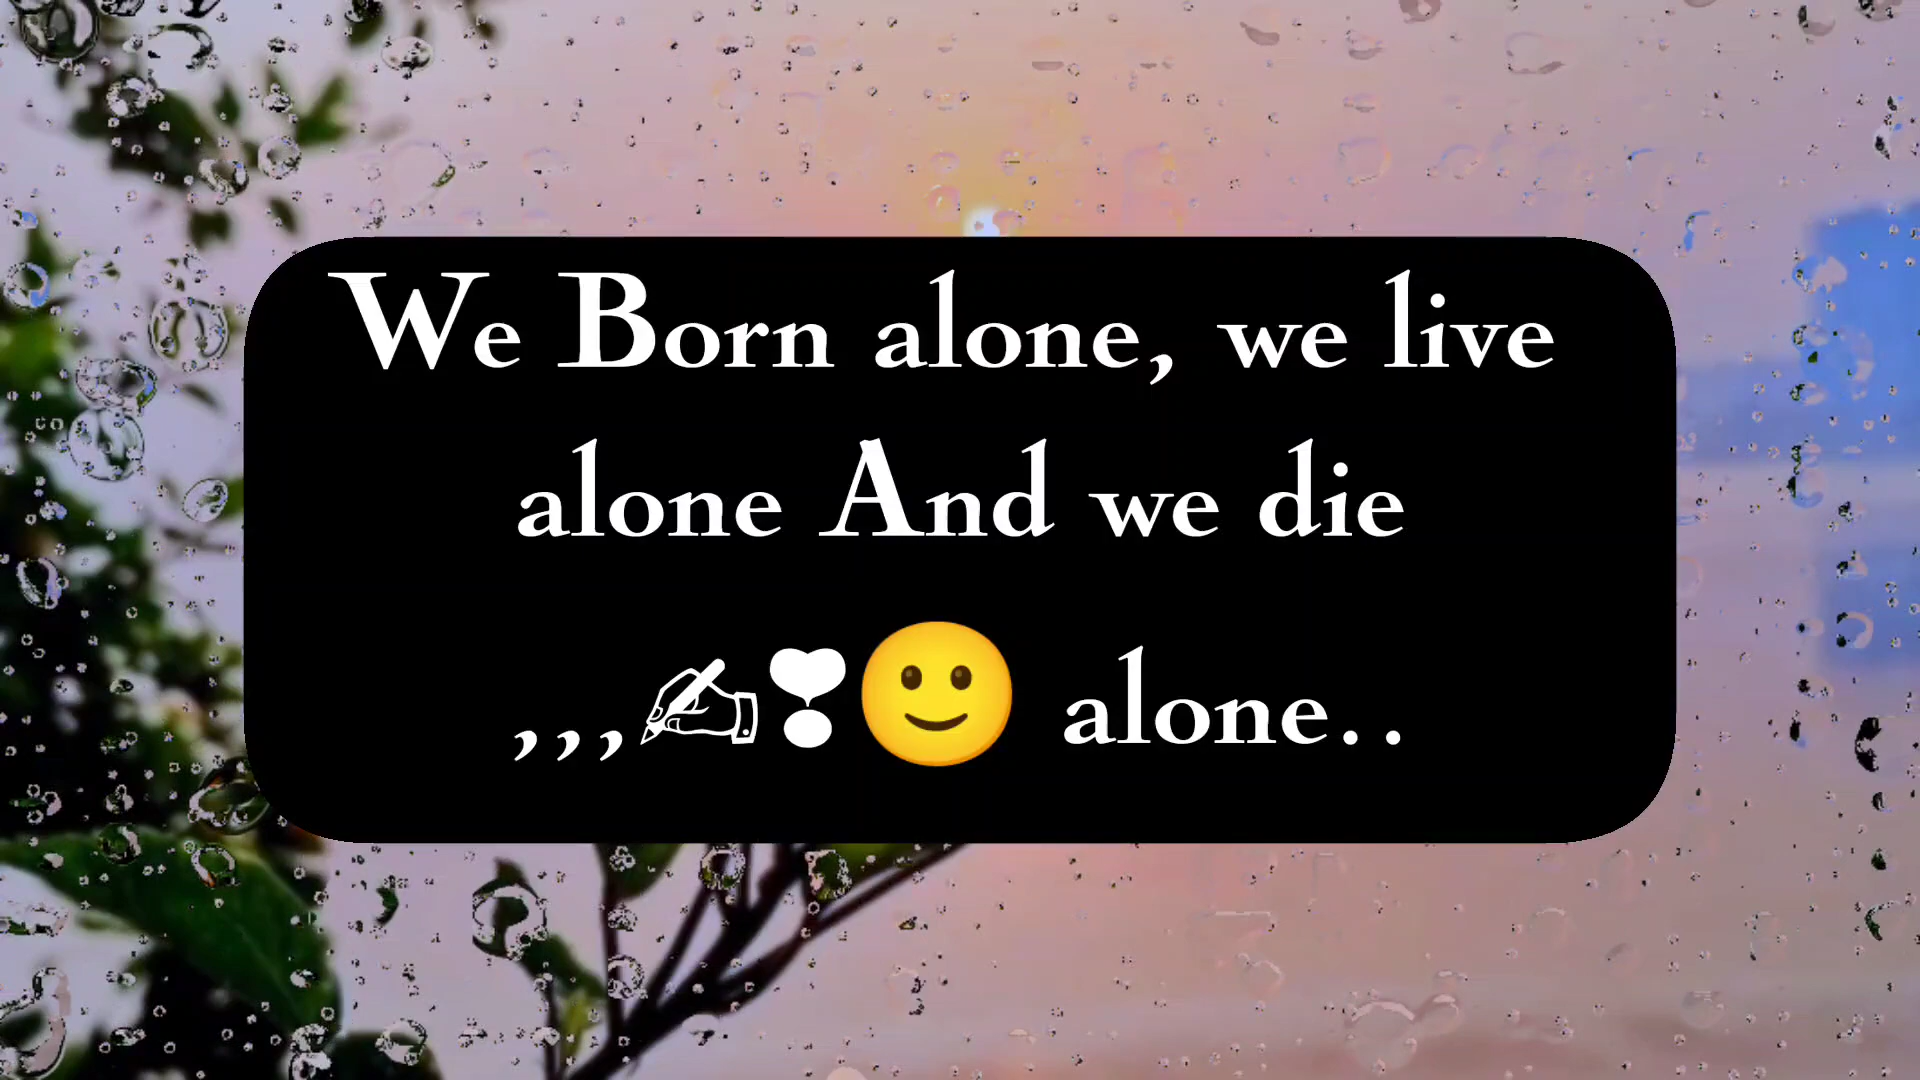 We Born alone, we live
alone And we die
,,,✍️❣️🙂 alone..